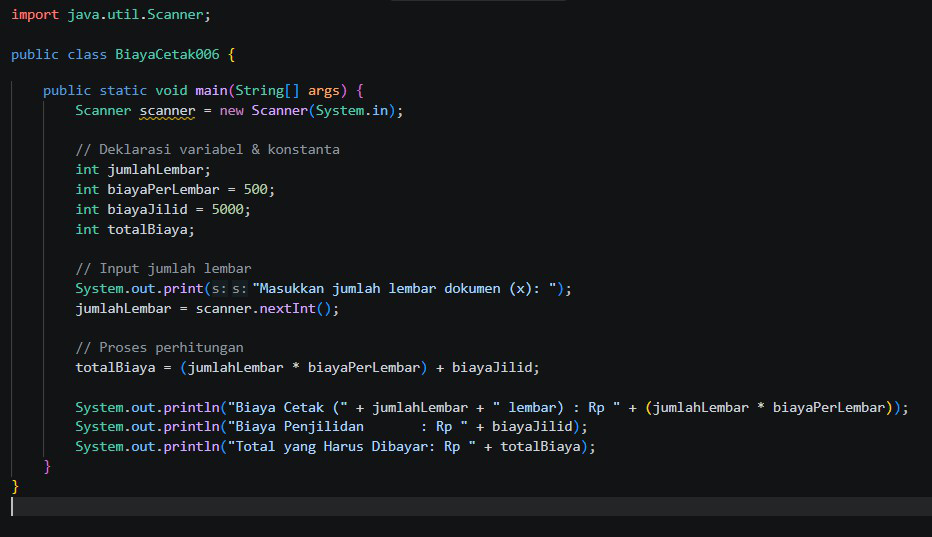 import java.util.Scanner;
public class BiayaCetak006 {
public static void main(String[] args) {
Scanner scanner = new Scanner(System.in);
// Deklarasi variabel & konstanta
int jumlahLembar;
int biayaPerLembar = 500;
int biayaJilid = 5000;
int totalBiaya;
// Input jumlah lembar
System.out.print(s: s: "Masukkan jumlah lembar dokumen (x): ");
jumlahLembar = scanner.nextInt();
// Proses perhitungan
totalBiaya = (jumlahLembar * biayaPerLembar) + biayaJilid;
System.out.println("Biaya Cetak (" + jumlahLembar + " lembar) : Rp " + (jumlahLembar * biayaPerLembar));
System.out.println("Biaya Penjilidan       : Rp " + biayaJilid);
System.out.println("Total yang Harus Dibayar: Rp " + totalBiaya);
}
}